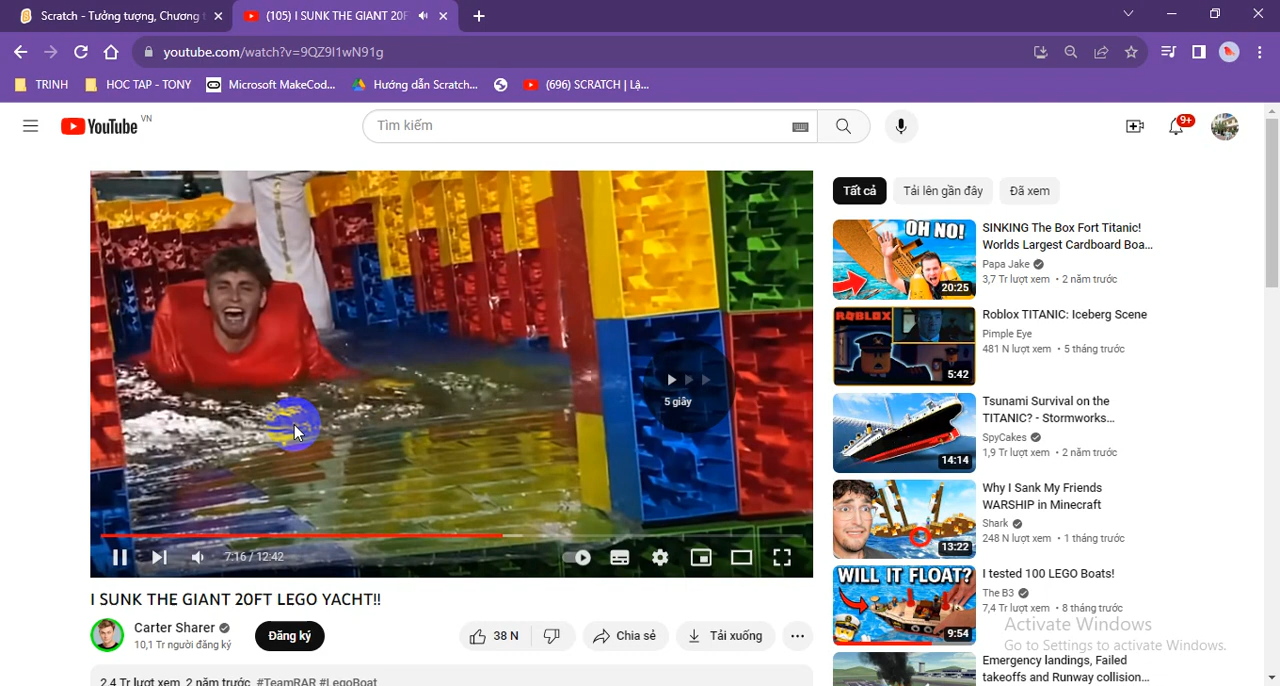 Scratch - Tưởng tượng, Chương t
(105) I SUNK THE GIANT 20F
youtube.com/watch?v=9QZ9I1wN91g
TRINH
HOC TAP - TONY
Microsoft MakeCod...
Hướng dẫn Scratch...
(696) SCRATCH | Lậ...
YouTube VN
Tìm kiếm
9+
5 giây
7:16 / 12:42
I SUNK THE GIANT 20FT LEGO YACHT!!
Carter Sharer
10,1 Tr người đăng ký
Đăng ký
38 N
Chia sẻ
Tải xuống
2,4 Tr lượt xem 2 năm trước #TeamRAR #LegoBoat
Tất cả
Tải lên gần đây
Đã xem
OH NO!
20:25
SINKING The Box Fort Titanic!
Worlds Largest Cardboard Boa...
Papa Jake
3,7 Tr lượt xem • 2 năm trước
ROBLOX
5:42
Roblox TITANIC: Iceberg Scene
Pimple Eye
481 N lượt xem • 5 tháng trước
14:14
Tsunami Survival on the
TITANIC? - Stormworks...
SpyCakes
1,9 Tr lượt xem • 2 năm trước
13:22
Why I Sank My Friends
WARSHIP in Minecraft
Shark
248 N lượt xem • 1 tháng trước
WILL IT FLOAT?
9:54
I tested 100 LEGO Boats!
The B3
7,4 Tr lượt xem • 8 tháng trước
Activate Windows
Go to Settings to activate Windows.
Emergency landings, Failed
takeoffs and Runway collision...